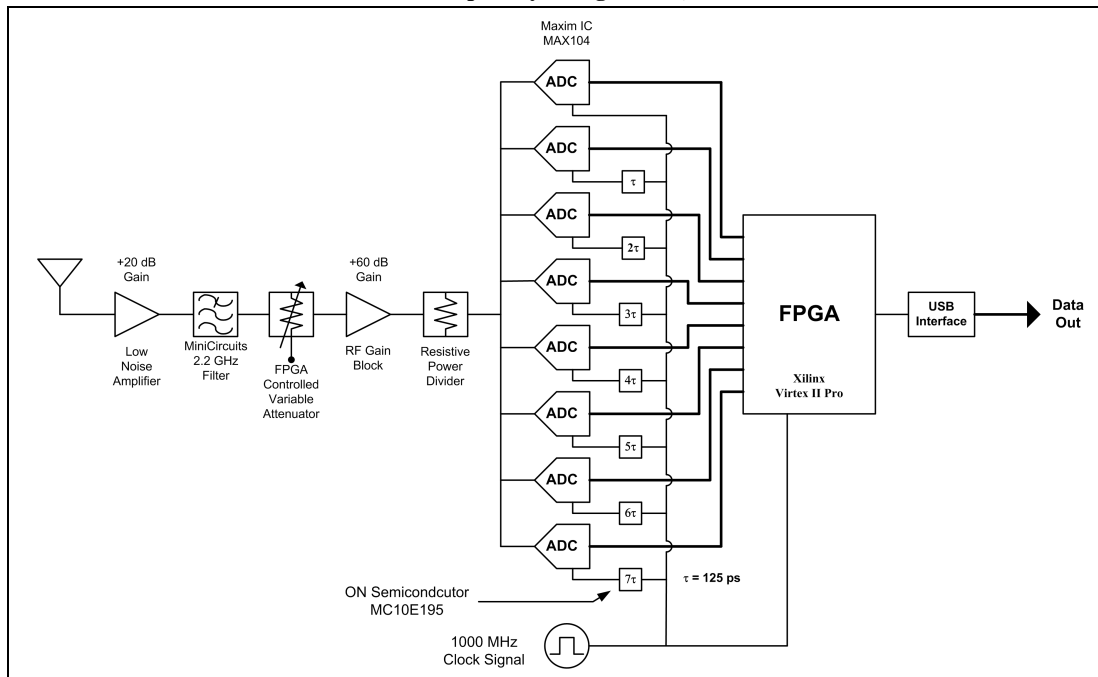 Maxim IC
MAX104
ADC
ADC
τ
ADC
2τ
ADC
3τ
ADC
4τ
ADC
5τ
ADC
6τ
ADC
7τ
τ = 125 ps
+20 dB
Gain
Low
Noise
Amplifier
MiniCircuits
2.2 GHz
Filter
FPGA
Controlled
Variable
Attenuator
+60 dB
Gain
RF Gain
Block
Resistive
Power
Divider
FPGA
Xilinx
Virtex II Pro
USB
Interface
Data
Out
ON Semicondcutor
MC10E195
1000 MHz
Clock Signal